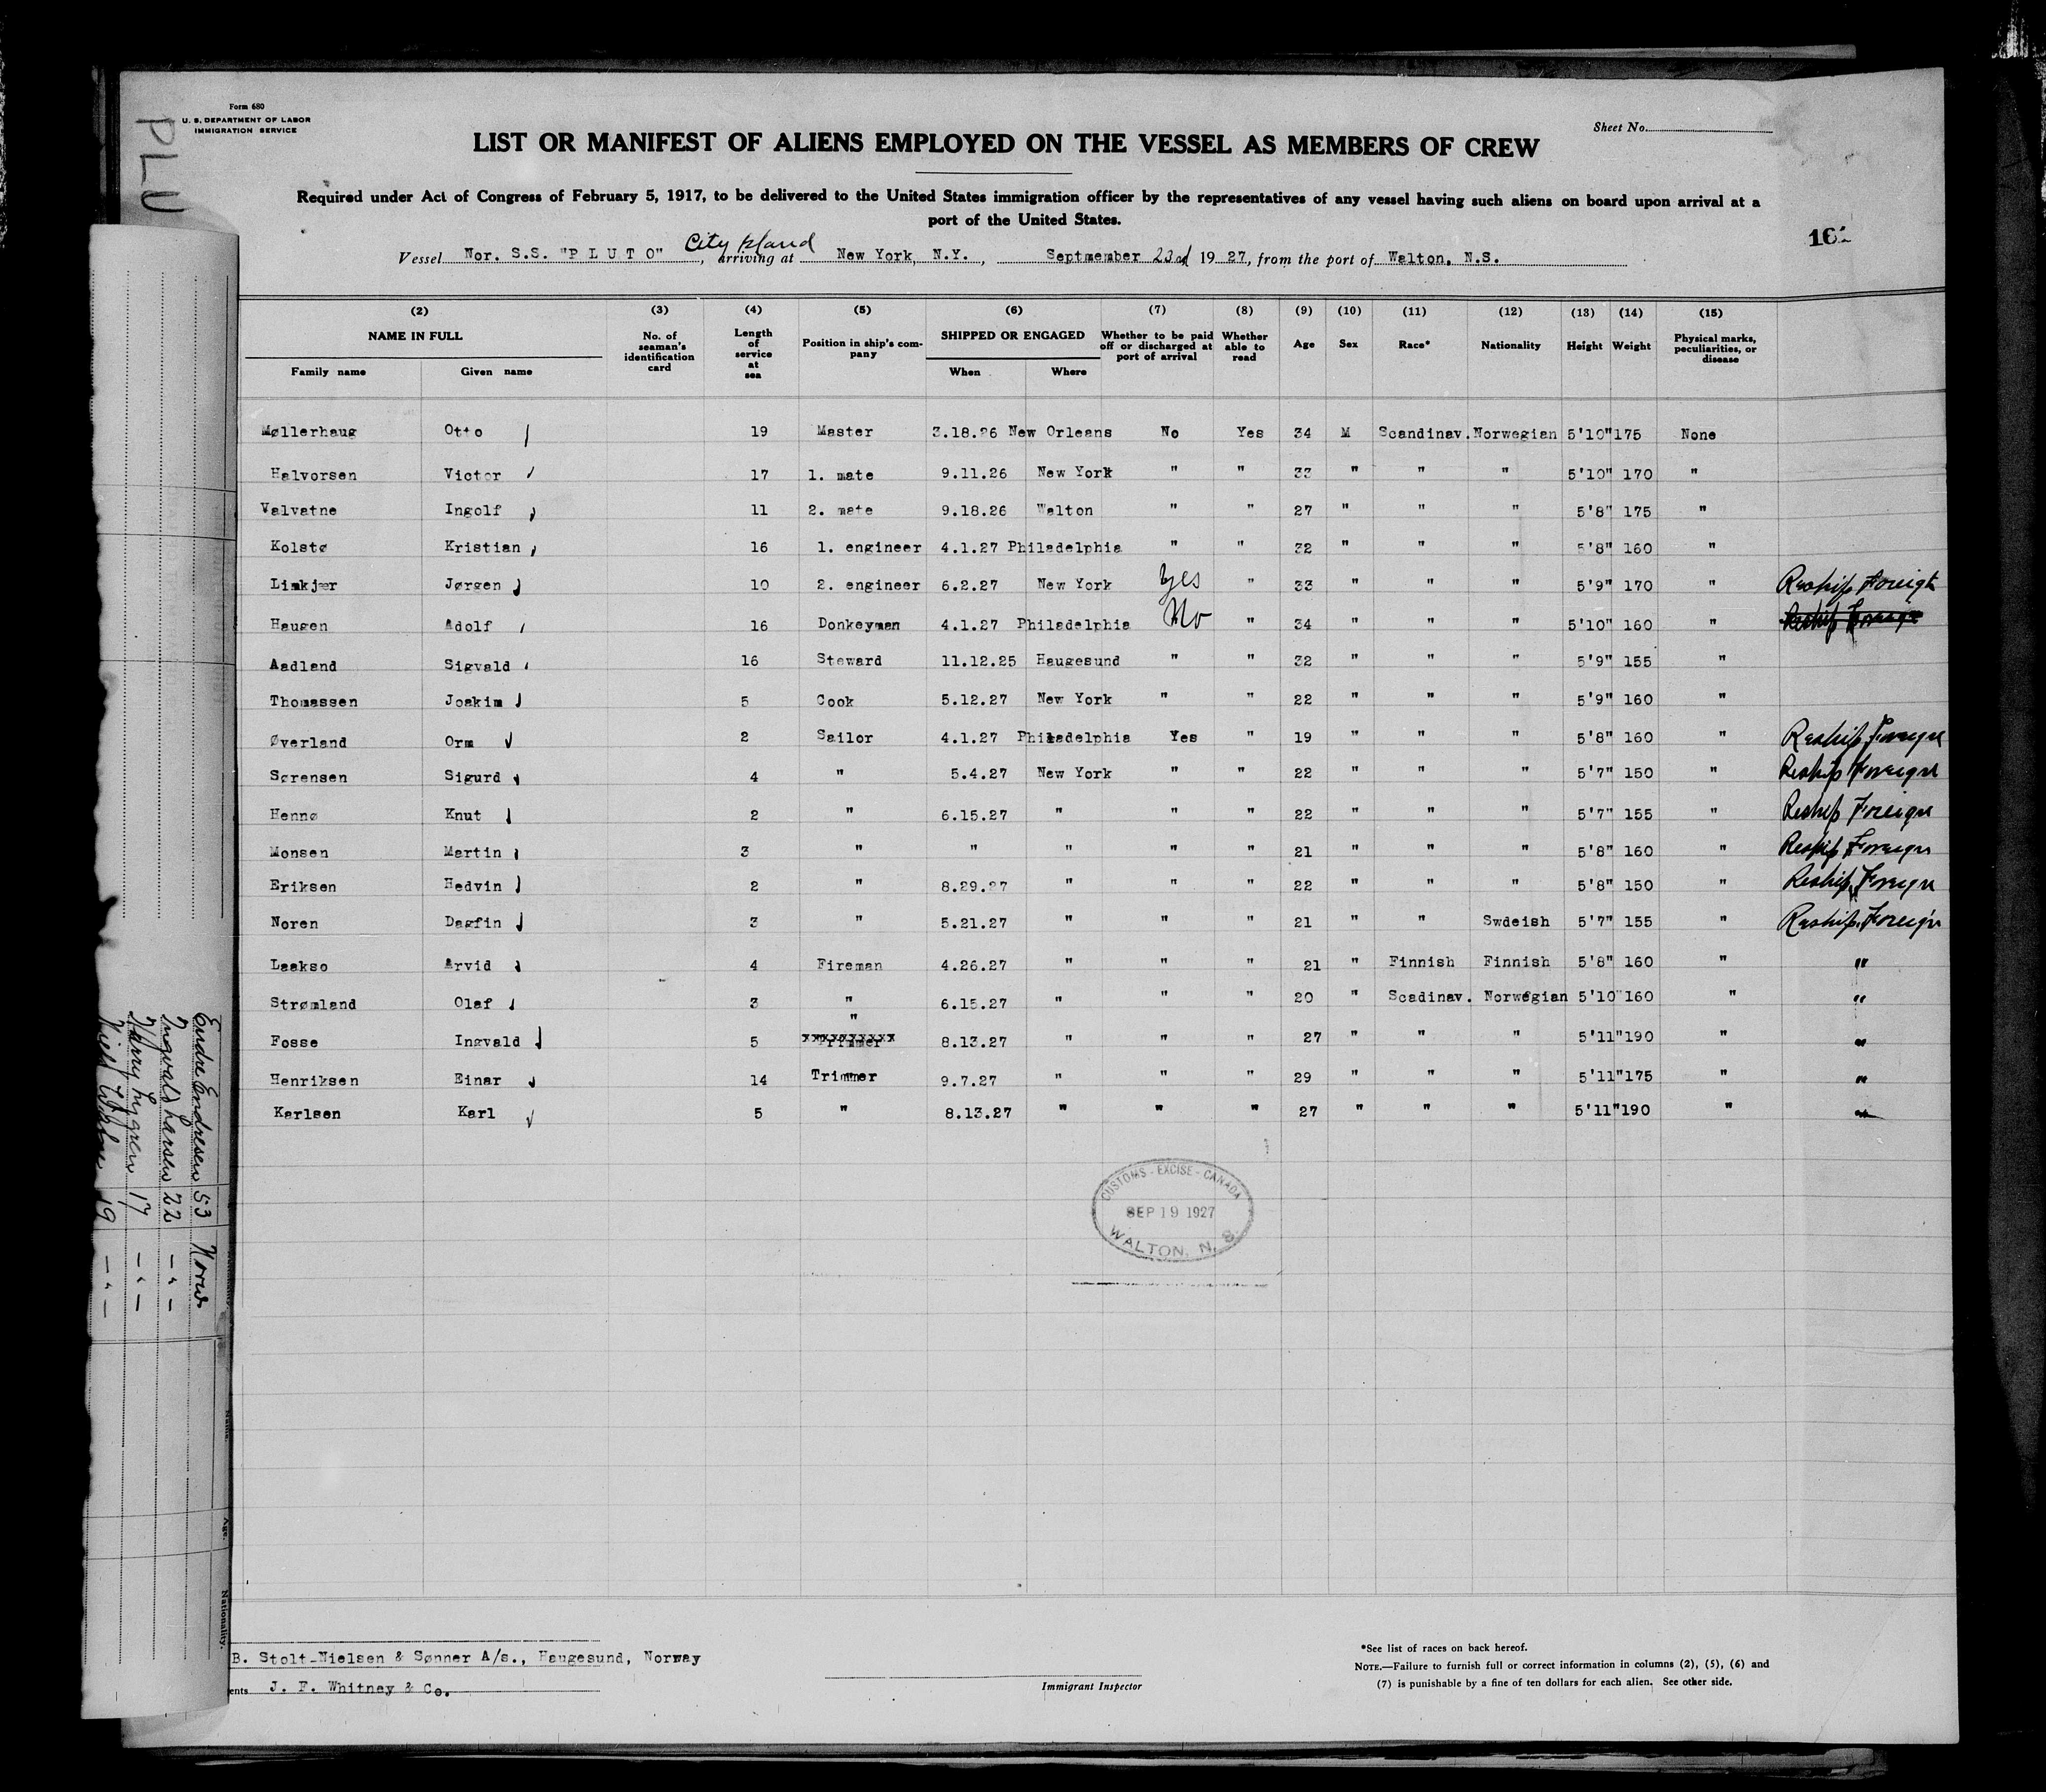 PLU
Form 680
U. S. DEPARTMENT OF LABOR
IMMIGRATION SERVICE
Sheet No.
LIST OR MANIFEST OF ALIENS EMPLOYED ON THE VESSEL AS MEMBERS OF CREW
Required under Act of Congress of February 5, 1917, to be delivered to the United States immigration officer by the representatives of any vessel having such aliens on board upon arrival at a
port of the United States.
City Island
Vessel Nor. S.S. "P L U T O", arriving at New York, N.Y., Septmember 23rd 19 27, from the port of Walton, N.S.
(2) (3) (4) (5) (6) (7) (8) (9) (10) (11) (12) (13) (14) (15)
NAME IN FULL No. of seaman's identification card Length of service at sea Position in ship's company SHIPPED OR ENGAGED Whether to be paid off or discharged at port of arrival Whether able to read Age Sex Race* Nationality Height Weight Physical marks, peculiarities, or disease
Family name Given name When Where
Møllerhaug Otto 19 Master 3.18.26 New Orleans No Yes 34 M Scandinav. Norwegian 5'10" 175 None
Halvorsen Victor 17 1. mate 9.11.26 New York " " 33 " " " 5'10" 170 "
Valvatne Ingolf 11 2. mate 9.18.26 Walton " " 27 " " " 5'8" 175 "
Kolstø Kristian 16 1. engineer 4.1.27 Philadelphia " " 32 " " " 5'8" 160 "
Limkjær Jørgen 10 2. engineer 6.2.27 New York Yes " 33 " " " 5'9" 170 " Reship Foreign
Haugen Adolf 16 Donkeyman 4.1.27 Philadelphia No " 34 " " " 5'10" 160 " Reship Foreign
Aadland Sigvald 16 Steward 11.12.25 Haugesund " " 32 " " " 5'9" 155 "
Thomassen Joakim 5 Cook 5.12.27 New York " " 22 " " " 5'9" 160 "
Øverland Orm 2 Sailor 4.1.27 Philadelphia Yes " 19 " " " 5'8" 160 " Reship Foreign
Sørensen Sigurd 4 " 5.4.27 New York " " 22 " " " 5'7" 150 " Reship Foreign
Hennø Knut 2 " 6.15.27 " " " 22 " " " 5'7" 155 " Reship Foreign
Monsen Martin 3 " " " " " 21 " " " 5'8" 160 " Reship Foreign
Eriksen Hedvin 2 " 8.29.27 " " " 22 " " " 5'8" 150 " Reship Foreign
Noren Dagfin 3 " 5.21.27 " " " 21 " " Swdeish 5'7" 155 " Reship Foreign
Laakso Arvid 4 Fireman 4.26.27 " " " 21 " Finnish Finnish 5'8" 160 " "
Strømland Olaf 3 " 6.15.27 " " " 20 " Scadinav. Norwegian 5'10" 160 " "
"
Fosse Ingvald 5 Trimmer 8.13.27 " " " 27 " " " 5'11" 190 " "
Henriksen Einar 14 Trimmer 9.7.27 " " " 29 " " " 5'11" 175 " "
Karlsen Karl 5 " 8.13.27 " " " 27 " " " 5'11" 190 " "
CUSTOMS - EXCISE - CANADA
SEP 19 1927
WALTON, N. S.
Endre Endresen 53 Norw
Ingvald Larsen 22 — " —
Harry 17 — " —
19 — " —
Age.
Nationality.
B. Stolt-Nielsen & Sønner A/s., Haugesund, Norway
ents J. F. Whitney & Co.
Immigrant Inspector
*See list of races on back hereof.
NOTE.—Failure to furnish full or correct information in columns (2), (5), (6) and
(7) is punishable by a fine of ten dollars for each alien. See other side.